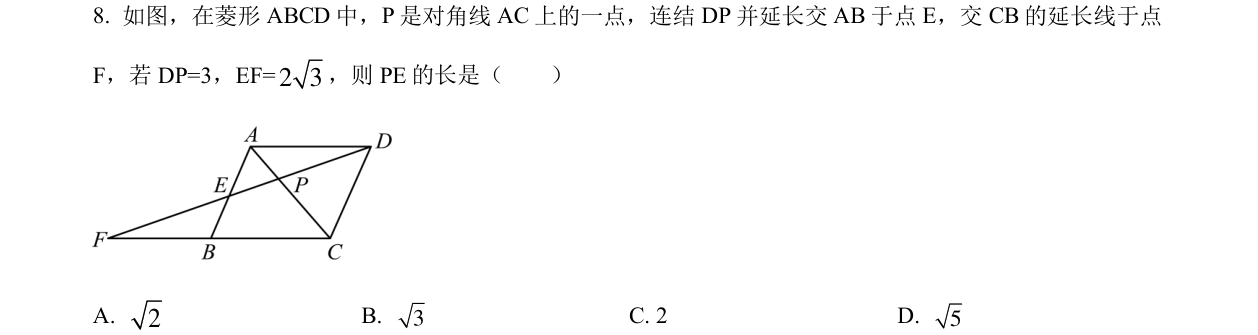 8. 如图，在菱形 ABCD 中，P 是对角线 AC 上的一点，连结 DP 并延长交 AB 于点 E，交 CB 的延长线于点
F，若 DP=3，EF=2√3，则 PE 的长是（　　）
A
D
E
P
F
B
C
A. √2 B. √3 C. 2 D. √5